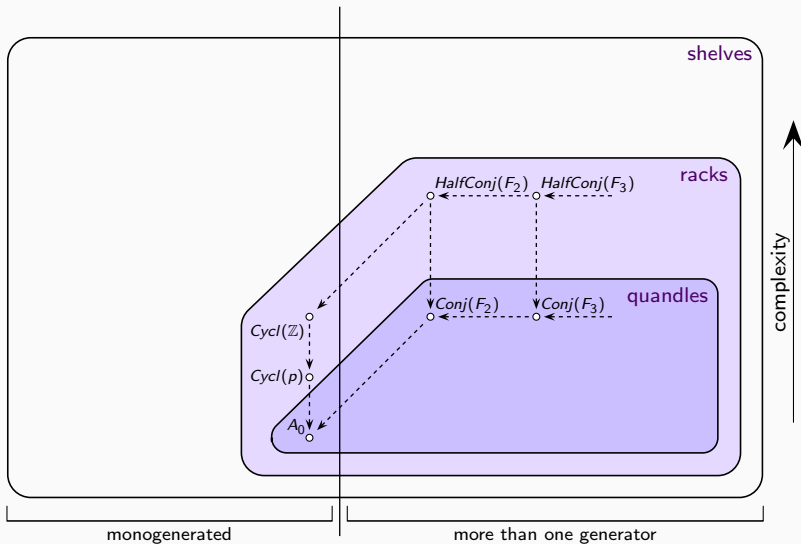 shelves
racks
HalfConj(F₂)
HalfConj(F₃)
complexity
quandles
Conj(F₂)
Conj(F₃)
Cycl(ℤ)
Cycl(p)
A₀
monogenerated
more than one generator